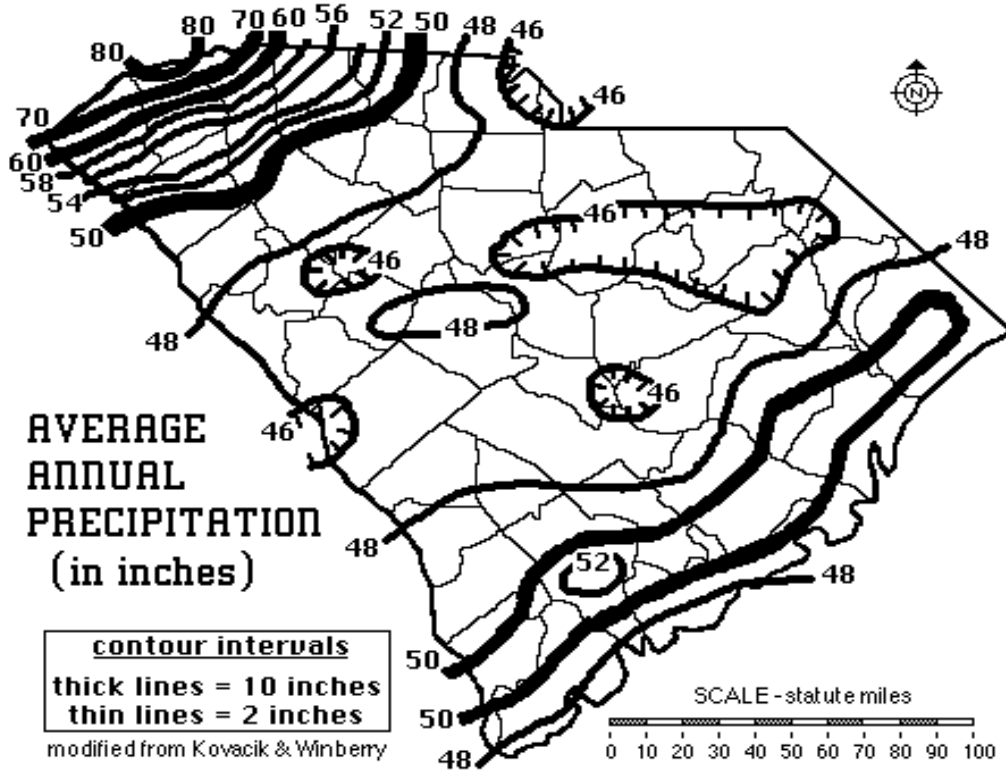 80
80
70
60
56
52
50
48
46
46
N
70
60
58
54
50
46
48
46
48
48
46
46
48
52
48
50
50
48
AVERAGE
ANNUAL
PRECIPITATION
(in inches)
contour intervals
thick lines = 10 inches
thin lines = 2 inches
modified from Kovacik & Winberry
SCALE - statute miles
0 10 20 30 40 50 60 70 80 90 100